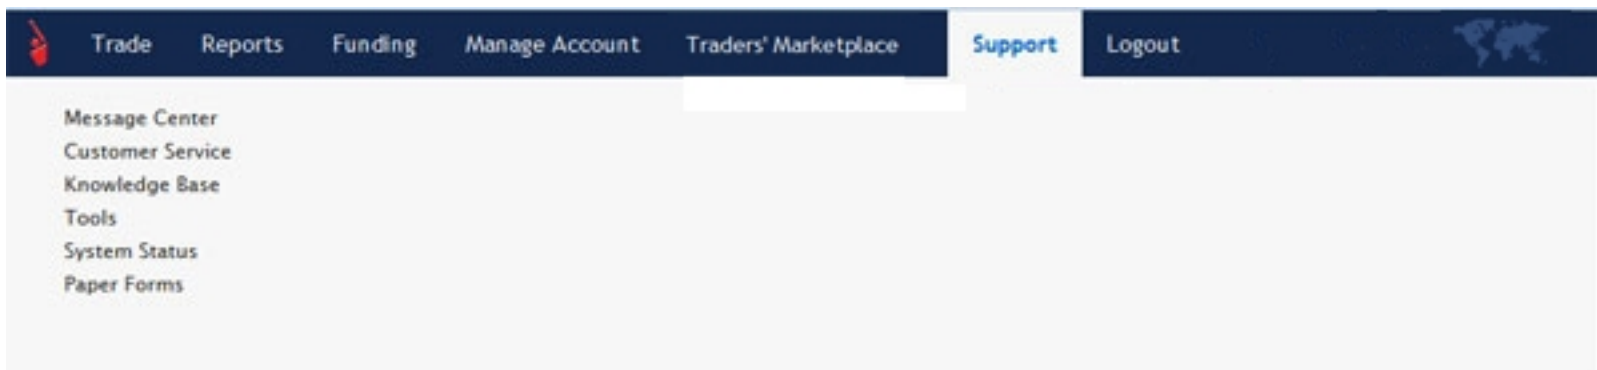 Trade Reports Funding Manage Account Traders' Marketplace Support Logout
Message Center
Customer Service
Knowledge Base
Tools
System Status
Paper Forms